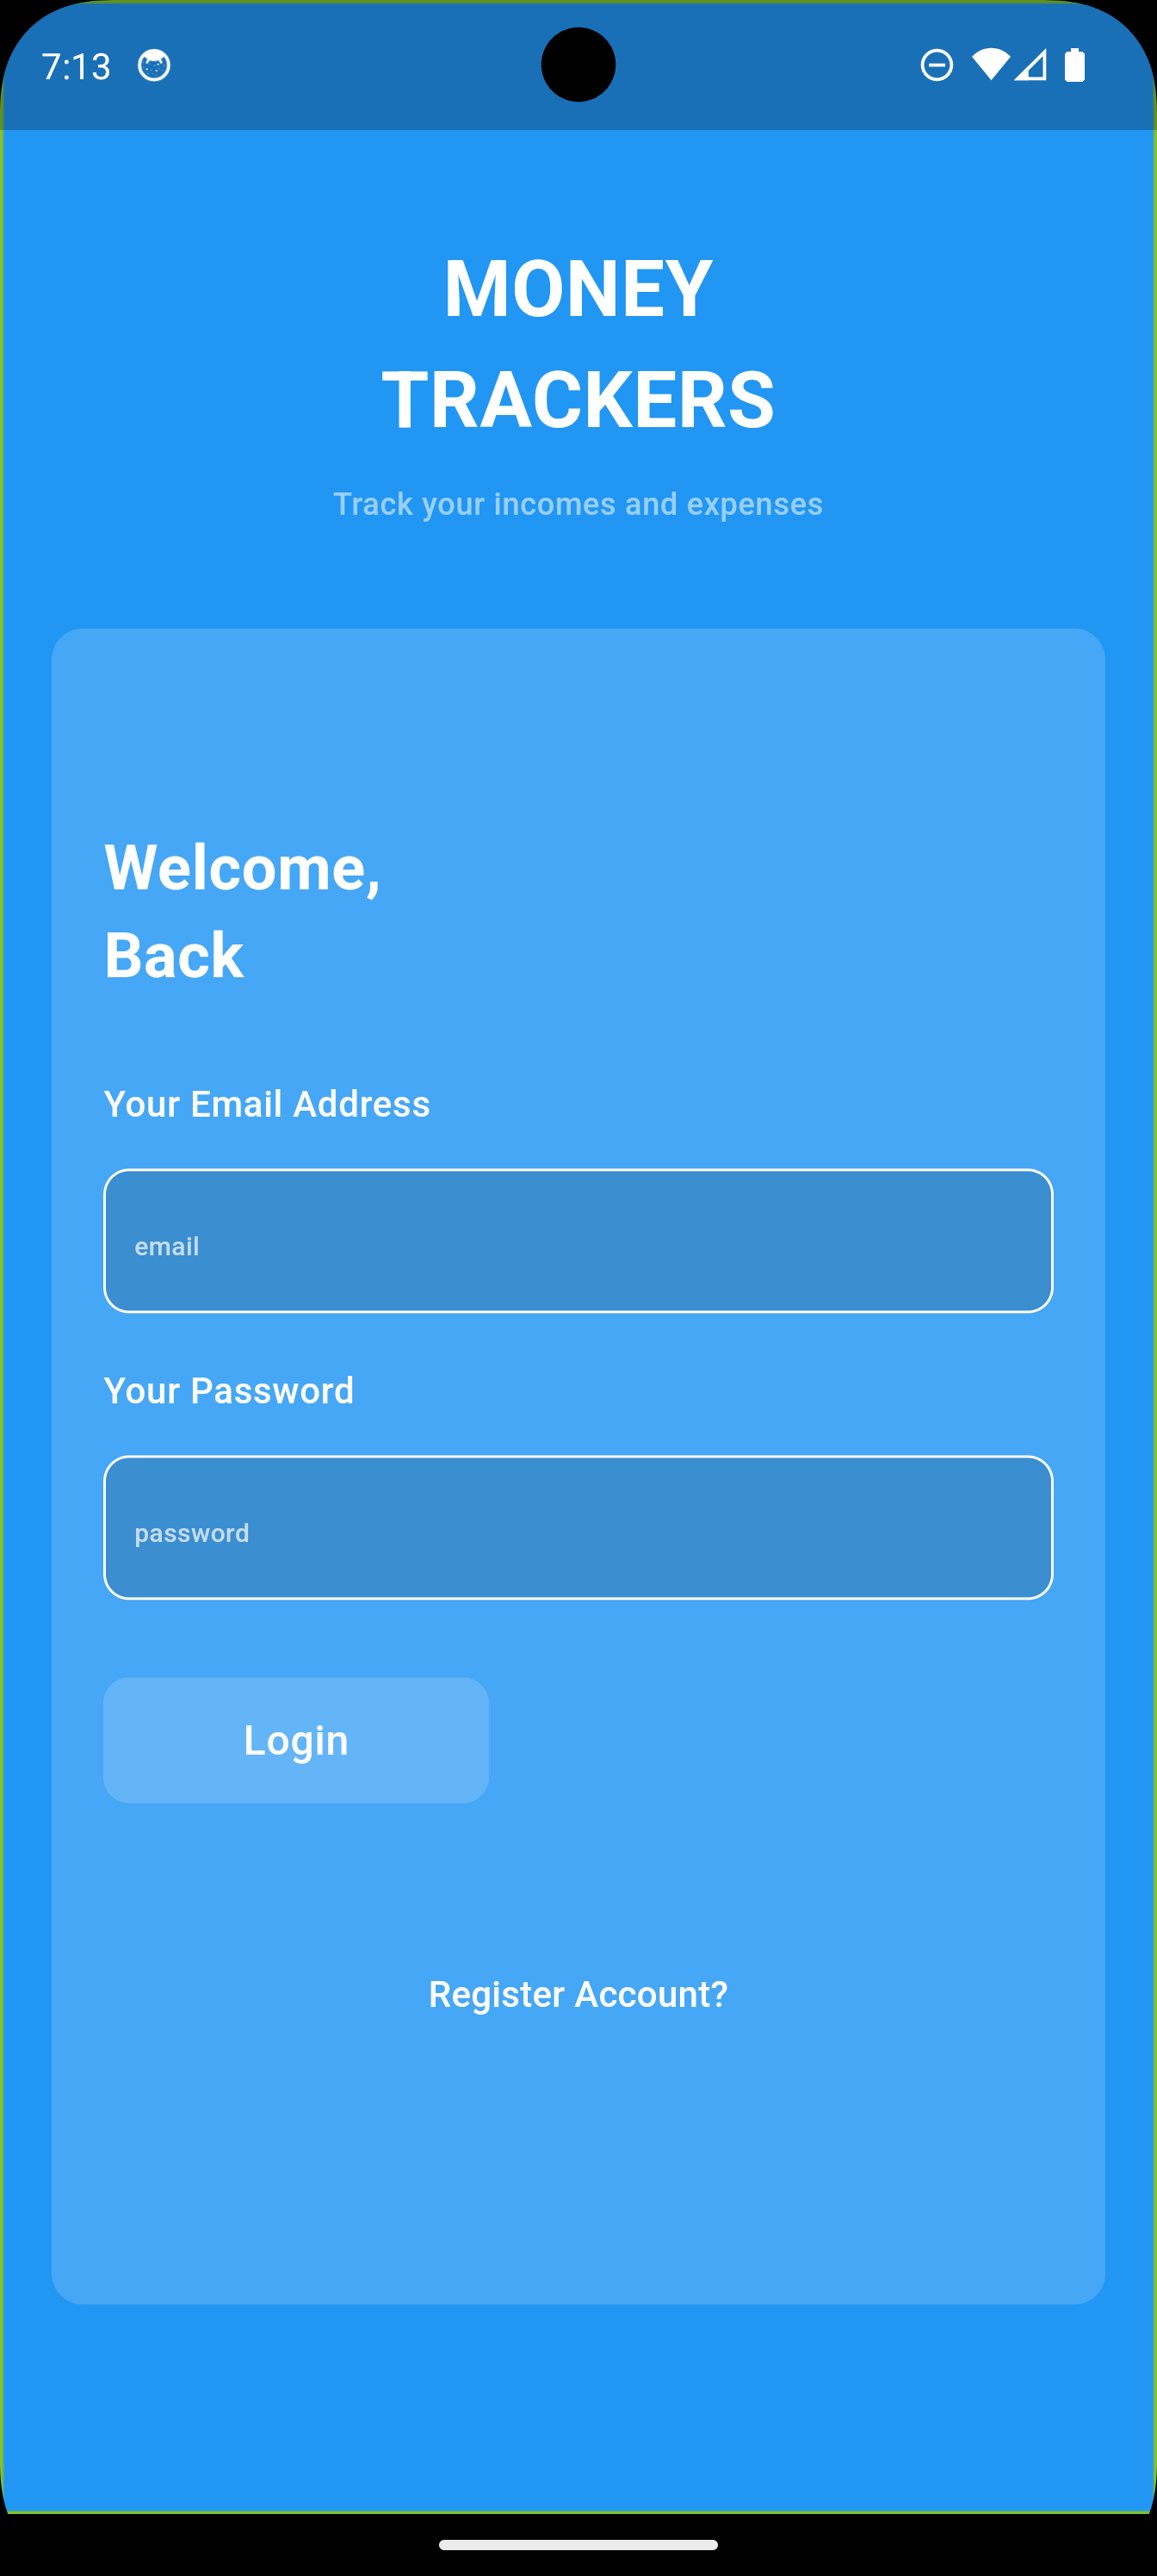 7:13
MONEY
TRACKERS
Track your incomes and expenses
Welcome,
Back
Your Email Address
email
Your Password
password
Login
Register Account?